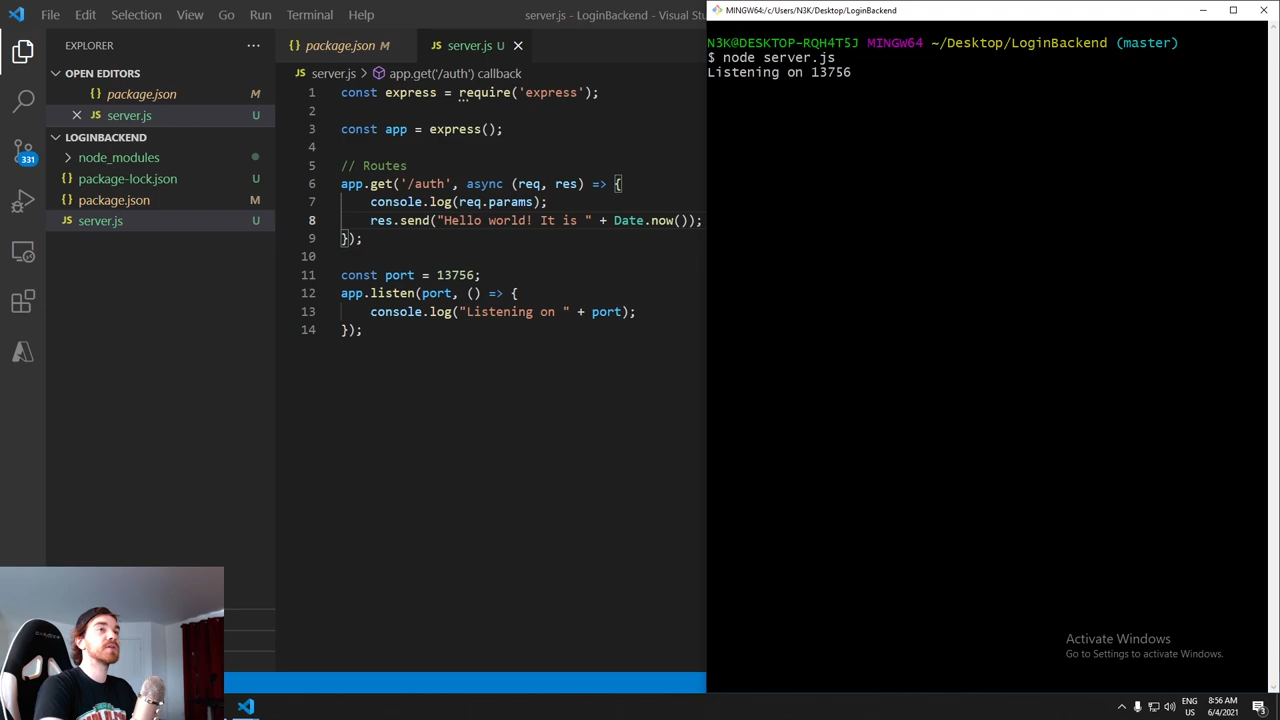 File Edit Selection View Go Run Terminal Help
server.js - LoginBackend - Visual Stu
MINGW64:/c/Users/N3K/Desktop/LoginBackend
EXPLORER
OPEN EDITORS
{} package.json M
server.js U
LOGINBACKEND
node_modules
{} package-lock.json U
{} package.json M
JS server.js U
331
{} package.json M
JS server.js U
JS server.js > app.get('/auth') callback
1 const express = require('express');
2
3 const app = express();
4
5 // Routes
6 app.get('/auth', async (req, res) => {
7 console.log(req.params);
8 res.send("Hello world! It is " + Date.now());
9 });
10
11 const port = 13756;
12 app.listen(port, () => {
13 console.log("Listening on " + port);
14 });
N3K@DESKTOP-RQH4T5J MINGW64 ~/Desktop/LoginBackend (master)
$ node server.js
Listening on 13756
Activate Windows
Go to Settings to activate Windows.
ENG
US
8:56 AM
6/4/2021
3